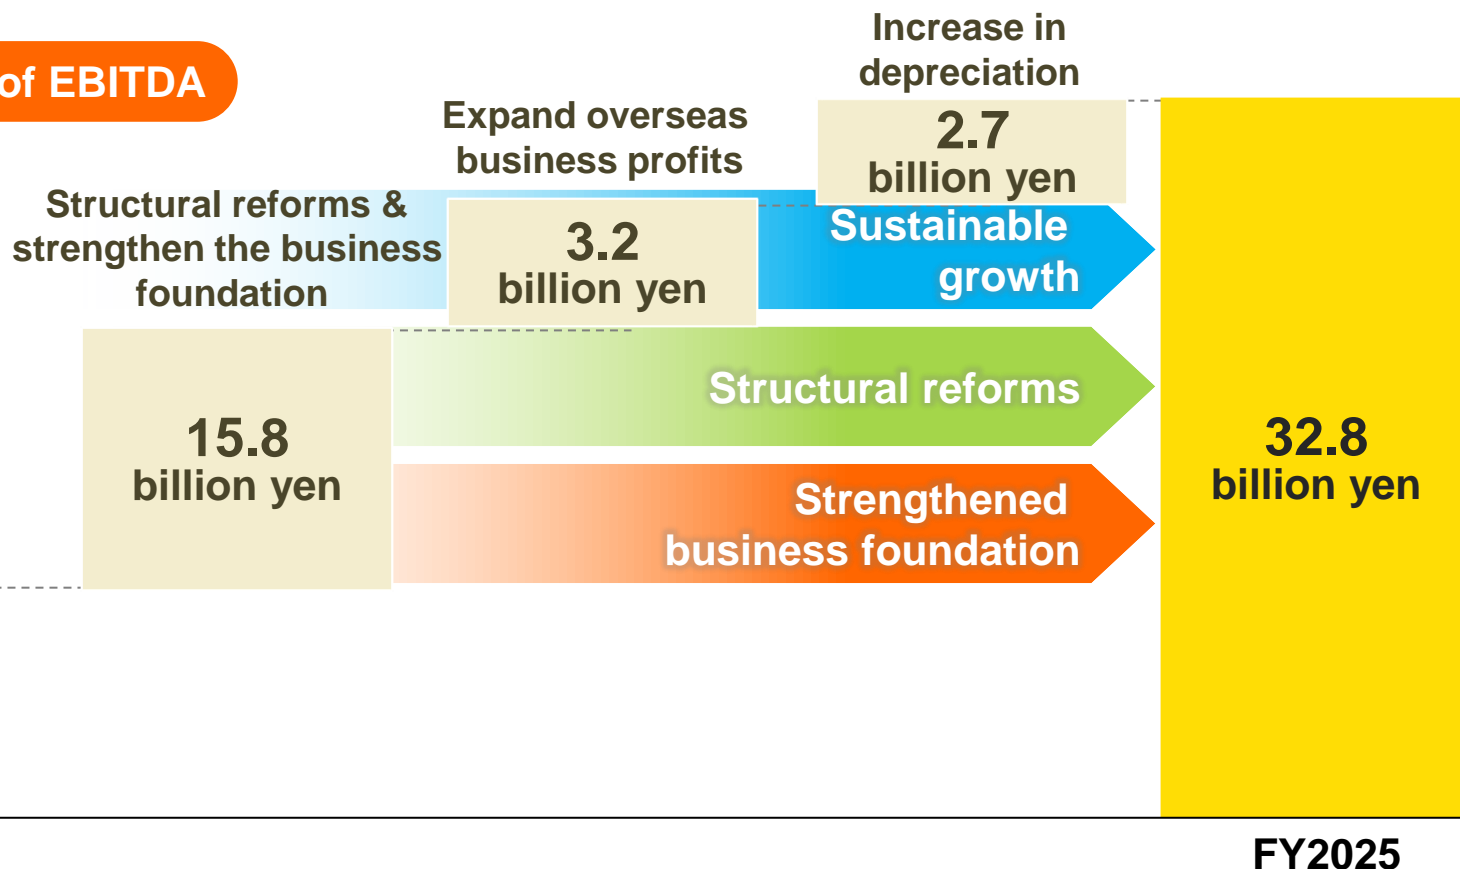 of EBITDA
Structural reforms &
strengthen the business
foundation
15.8
billion yen
Expand overseas
business profits
3.2
billion yen
Increase in
depreciation
2.7
billion yen
Sustainable
growth
Structural reforms
Strengthened
business foundation
32.8
billion yen
FY2025